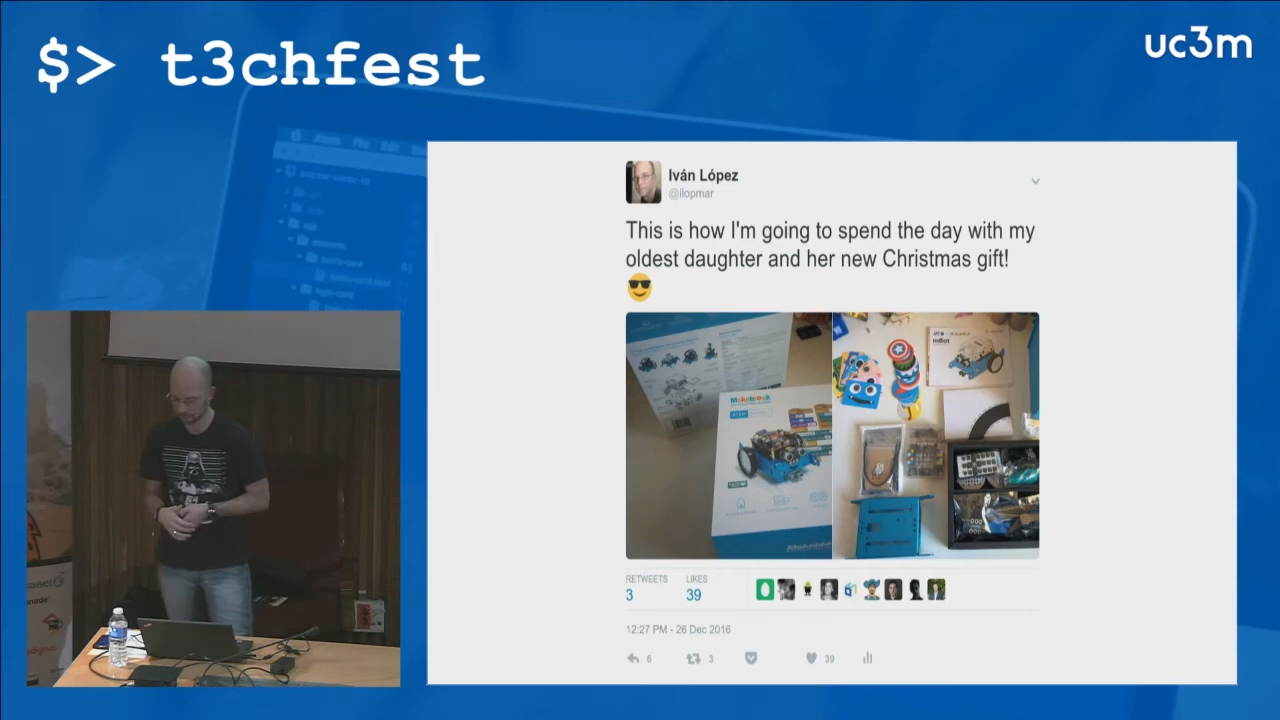 $> t3chfest
uc3m
Iván López
@ilopmar
This is how I'm going to spend the day with my
oldest daughter and her new Christmas gift!
mBot
RETWEETS
LIKES
3
39
12:27 PM - 26 Dec 2016
6
3
39